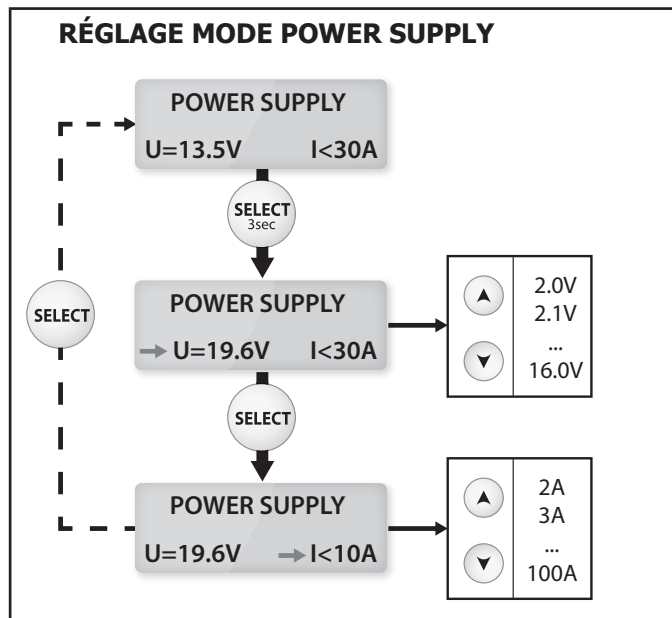 RÉGLAGE MODE POWER SUPPLY
POWER SUPPLY
U=13.5V I<30A
SELECT
3sec
SELECT
POWER SUPPLY
U=19.6V I<30A
2.0V
2.1V
...
16.0V
SELECT
POWER SUPPLY
U=19.6V I<10A
2A
3A
...
100A